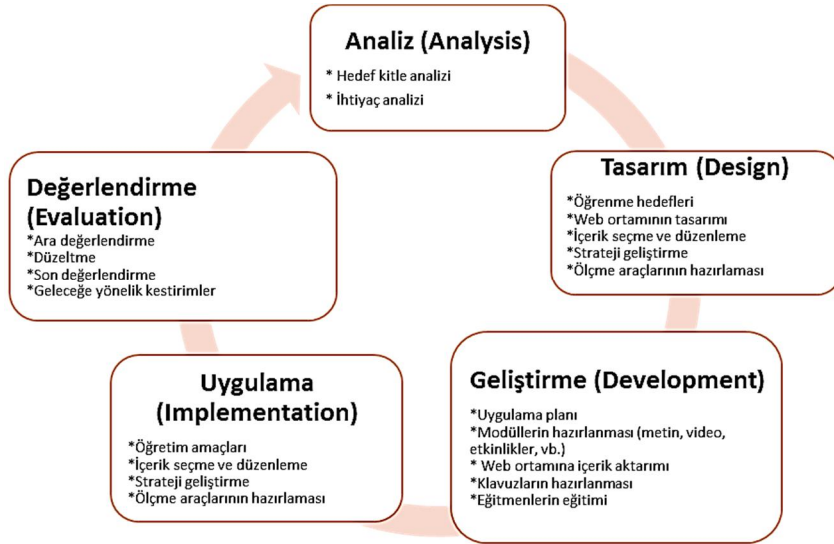 Analiz (Analysis)
* Hedef kitle analizi
* İhtiyaç analizi
Tasarım (Design)
*Öğrenme hedefleri
*Web ortamının tasarımı
*İçerik seçme ve düzenleme
*Strateji geliştirme
*Ölçme araçlarının hazırlaması
Geliştirme (Development)
*Uygulama planı
*Modüllerin hazırlanması (metin, video,
etkinlikler, vb.)
* Web ortamına içerik aktarımı
*Klavuzların hazırlanması
*Eğitmenlerin eğitimi
Uygulama
(Implementation)
*Öğretim amaçları
*İçerik seçme ve düzenleme
*Strateji geliştirme
*Ölçme araçlarının hazırlaması
Değerlendirme
(Evaluation)
*Ara değerlendirme
*Düzeltme
*Son değerlendirme
*Geleceğe yönelik kestirimler